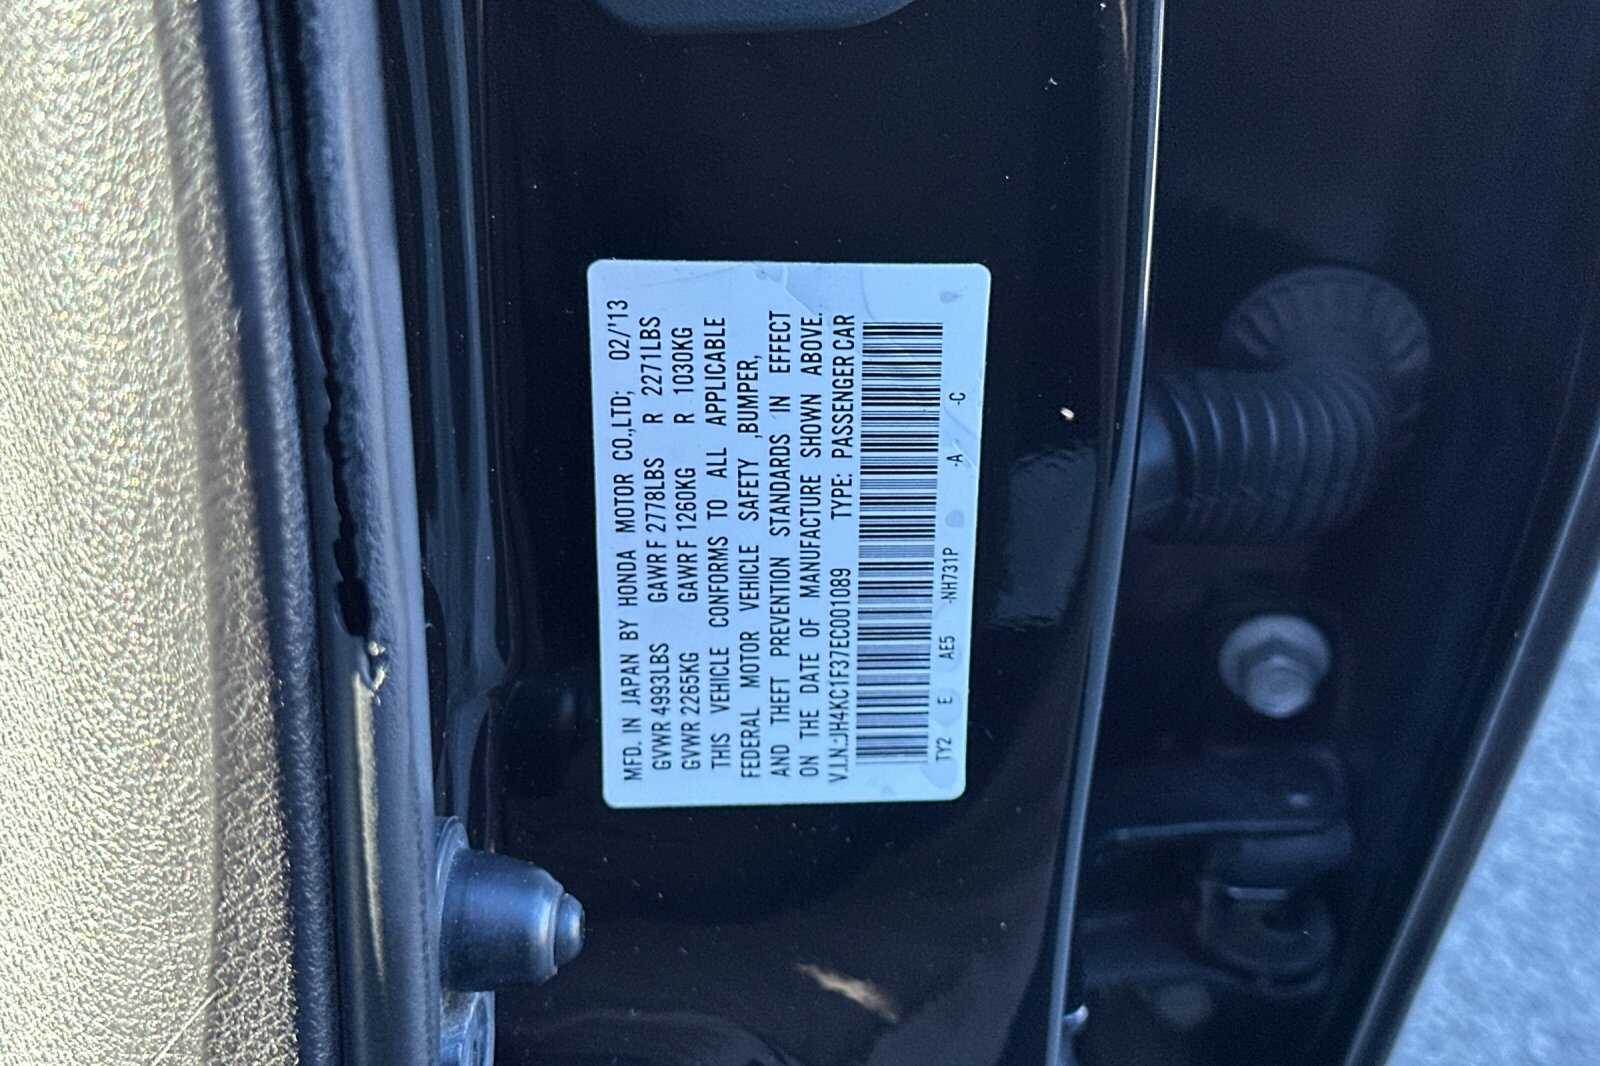 MFD. IN JAPAN BY HONDA MOTOR CO.,LTD; 02/'13
GVWR 4993LBS GAWR F 2778LBS R 2271LBS
GVWR 2265KG GAWR F 1260KG R 1030KG
THIS VEHICLE CONFORMS TO ALL APPLICABLE
FEDERAL MOTOR VEHICLE SAFETY ,BUMPER,
AND THEFT PREVENTION STANDARDS IN EFFECT
ON THE DATE OF MANUFACTURE SHOWN ABOVE.
V.I.N.:JH4KC1F37EC001089 TYPE: PASSENGER CAR
TY2 E AE5 -NH731P -A -C